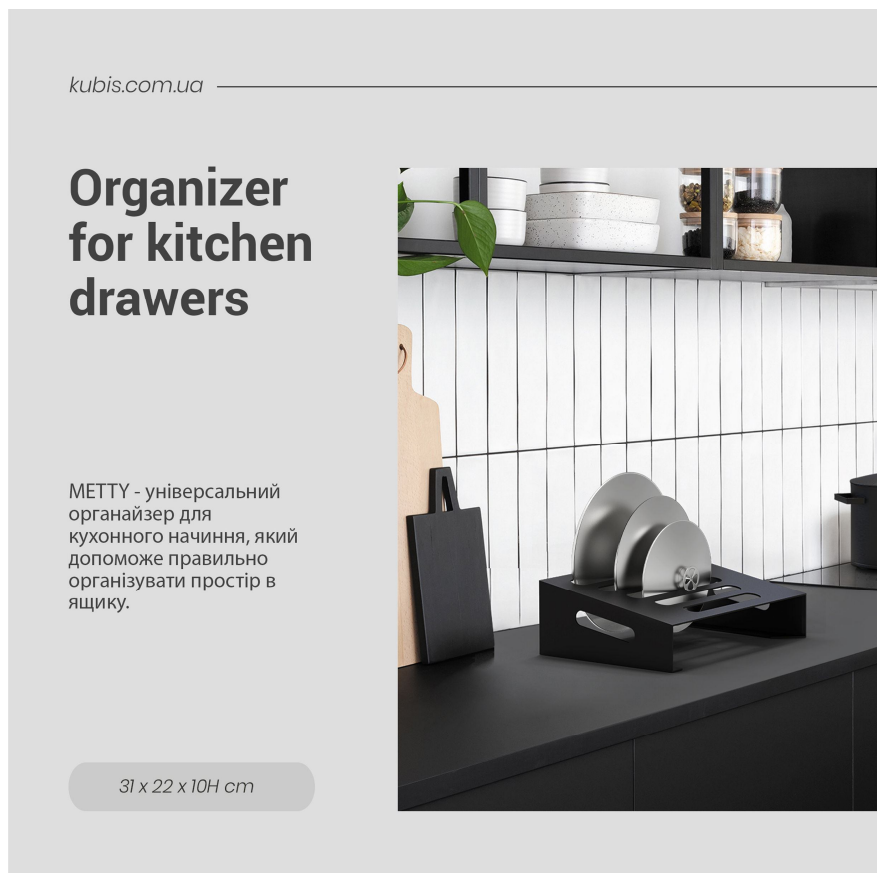 kubis.com.ua
Organizer
for kitchen
drawers
METTY - універсальний
органайзер для
кухонного начиння, який
допоможе правильно
організувати простір в
ящику.
31 x 22 x 10H cm